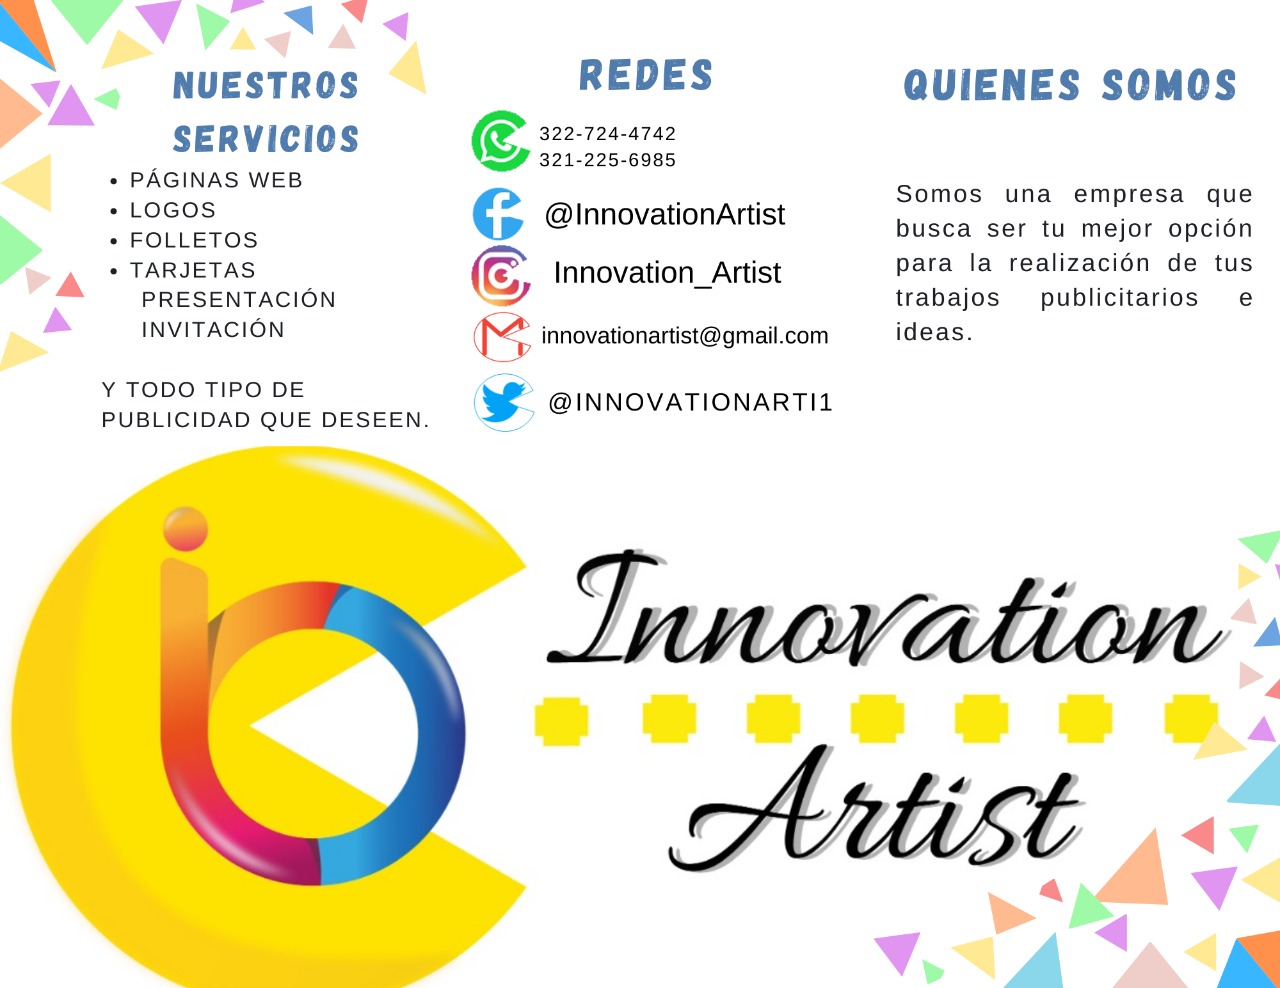 NUESTROS
SERVICIOS
• PÁGINAS WEB
• LOGOS
• FOLLETOS
• TARJETAS
PRESENTACIÓN
INVITACIÓN
Y TODO TIPO DE
PUBLICIDAD QUE DESEEN.
REDES
322-724-4742
321-225-6985
@InnovationArtist
Innovation_Artist
innovationartist@gmail.com
@INNOVATIONARTI1
QUIENES SOMOS
Somos una empresa que
busca ser tu mejor opción
para la realización de tus
trabajos publicitarios e
ideas.
Innovation
Artist